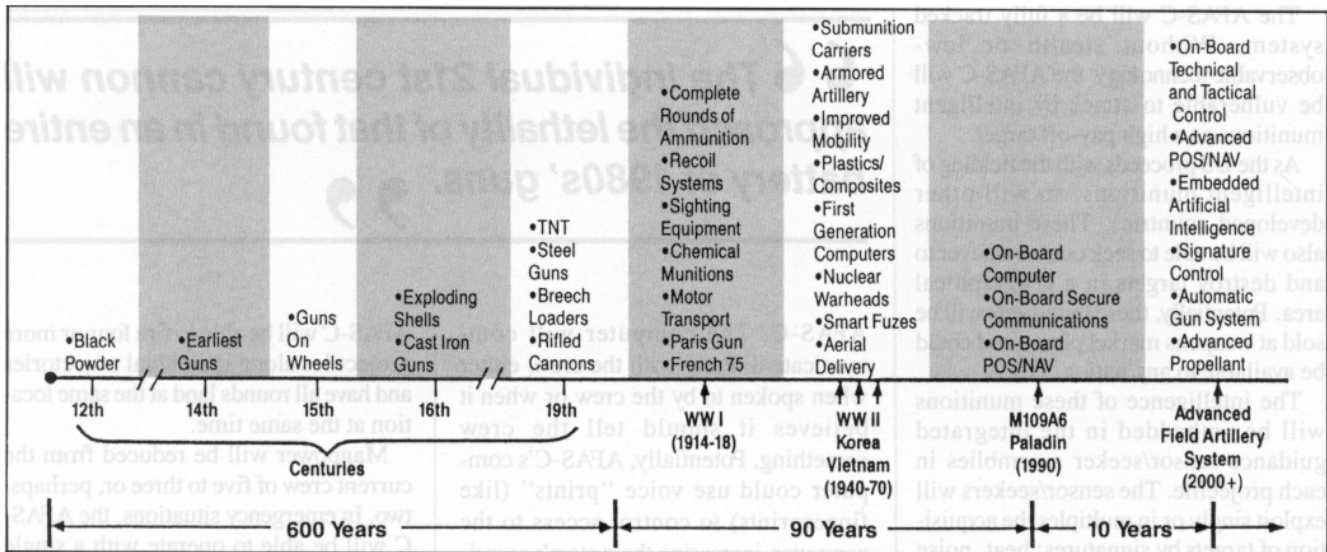 •Black
Powder
•Earliest
Guns
•Guns
On
Wheels
•Exploding
Shells
•Cast Iron
Guns
•TNT
•Steel
Guns
•Breech
Loaders
•Rifled
Cannons
•Complete
Rounds of
Ammunition
•Recoil
Systems
•Sighting
Equipment
•Chemical
Munitions
•Motor
Transport
•Paris Gun
•French 75
•Submunition
Carriers
•Armored
Artillery
•Improved
Mobility
•Plastics/
Composites
•First
Generation
Computers
•Nuclear
Warheads
•Smart Fuzes
•Aerial
Delivery
•On-Board
Computer
•On-Board Secure
Communications
•On-Board
POS/NAV
•On-Board
Technical
and Tactical
Control
•Advanced
POS/NAV
•Embedded
Artificial
Intelligence
•Signature
Control
•Automatic
Gun System
•Advanced
Propellant
12th 14th 15th 16th 19th
Centuries
WW I
(1914-18)
WW II
Korea
Vietnam
(1940-70)
Paladin
(1990)
Advanced
Field Artillery
System
(2000+)
600 Years 90 Years 10 Years